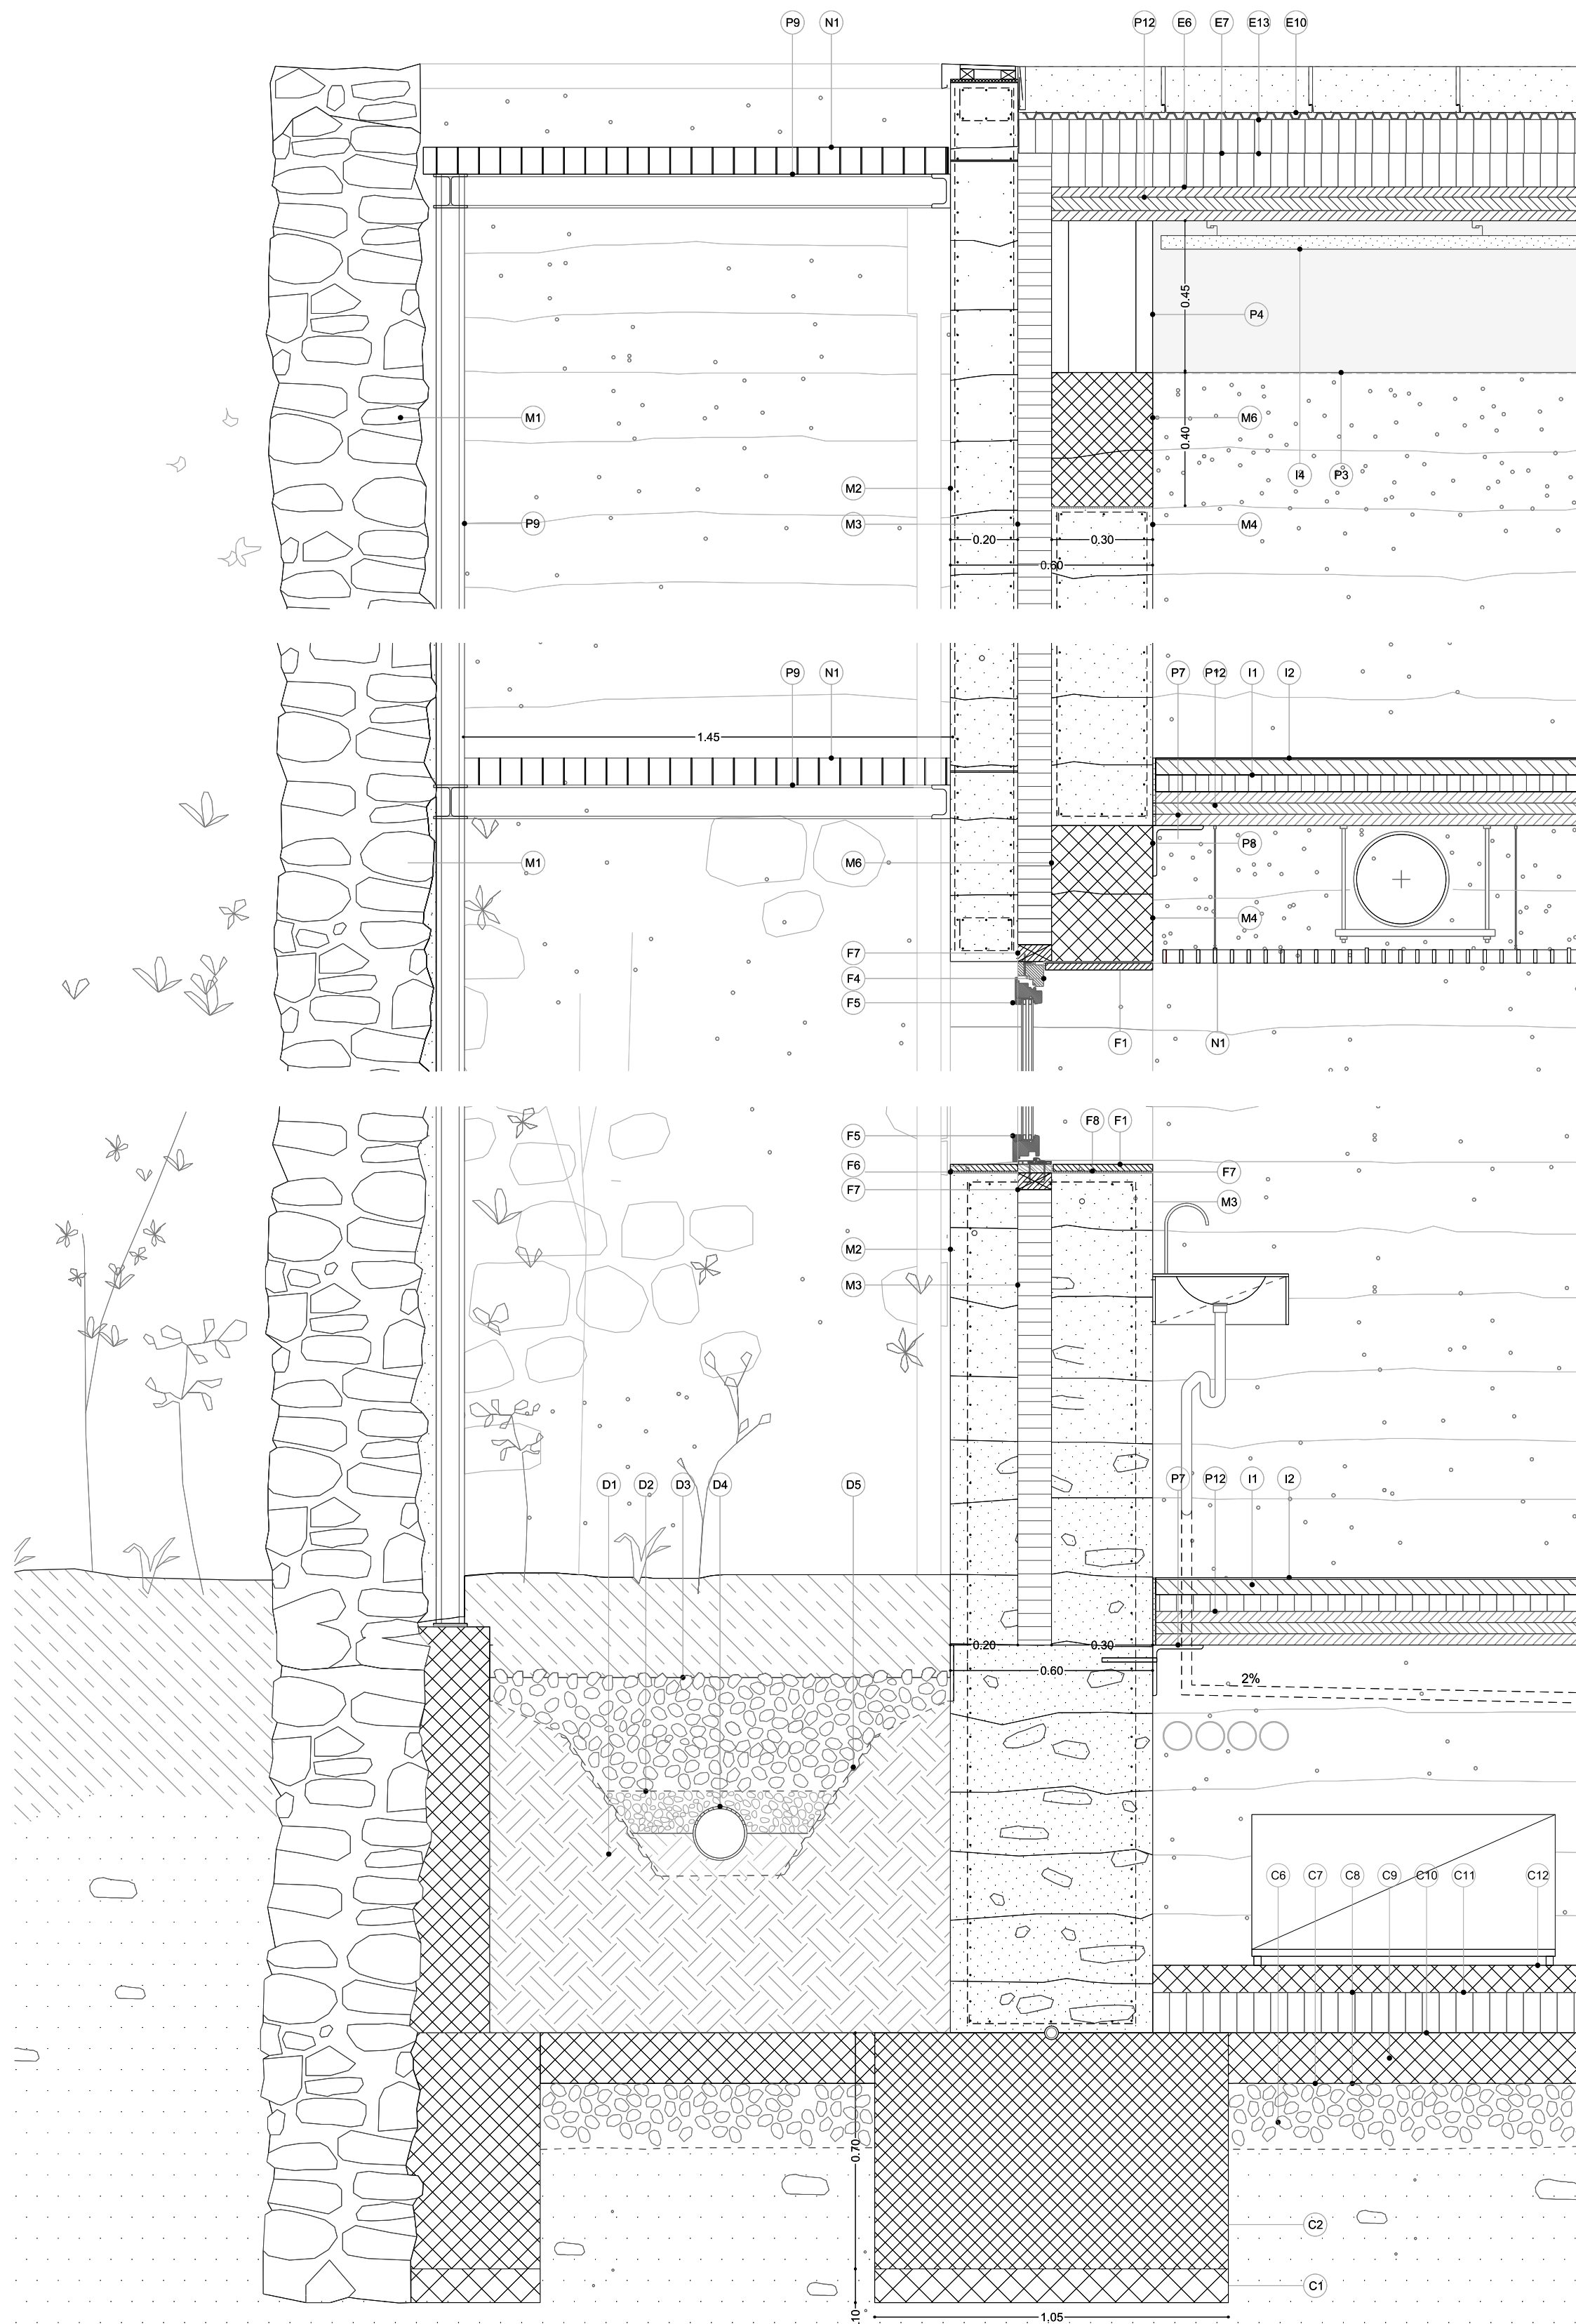 P9 N1 P12 E6 E7 E13 E10
0.45
P4
M1 M6
0.40
I4 P3
M2
P9 M3 M4
0.20 0.30
0.60
P9 N1 P7 P12 I1 I2
1.45
P8
M1 M6
M4
F7
F4
F5
F1 N1
F8 F1
F5
F6 F7
F7
M3
M2
M3
D1 D2 D3 D4 D5 P7 P12 I1 I2
0.20 0.30
0.60
2%
C6 C7 C8 C9 C10 C11 C12
0.70
C2
C1
.10
1,05